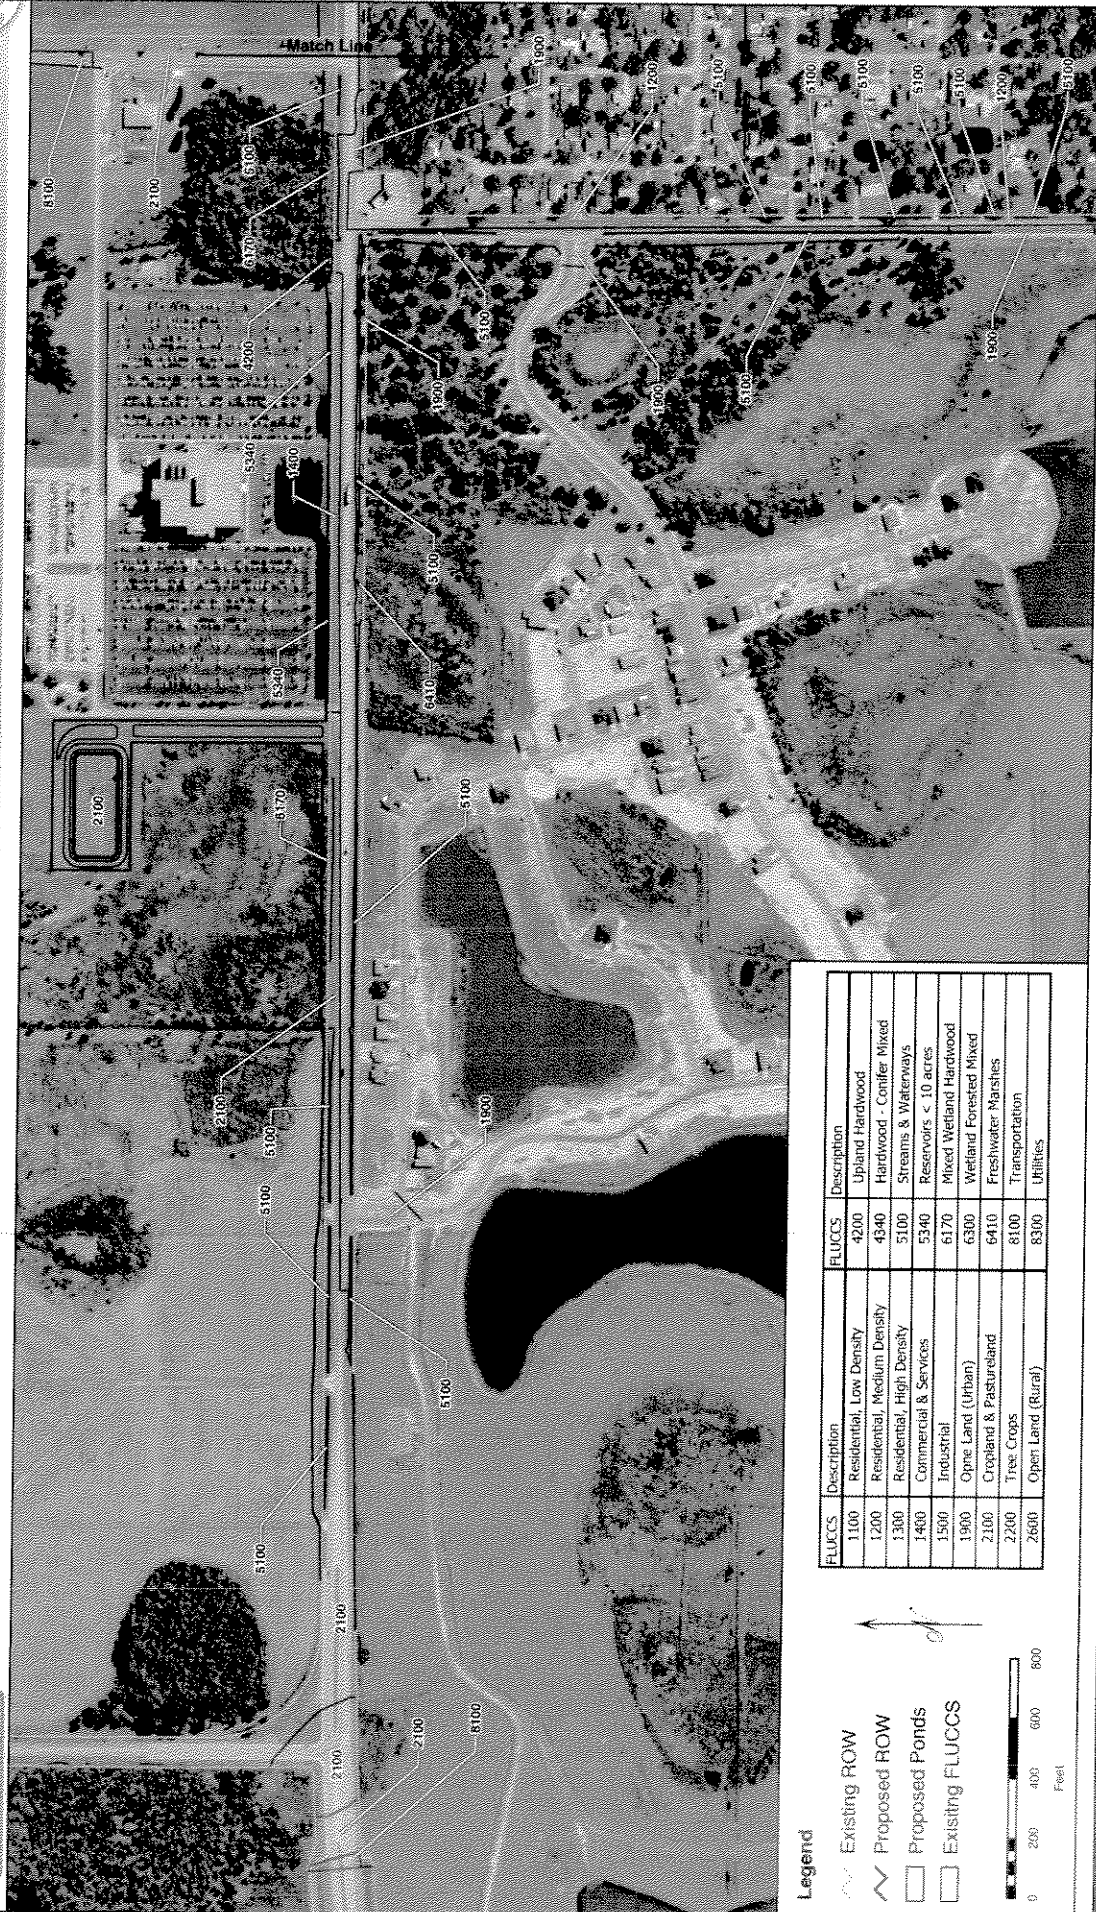 Match Line
8100
2100
5100
6170
4200
5340
1400
5340
2100
6170
2100
5100
5100
5100
2100
2100
2100
8100
1900
1200
5100
5100
5100
5100
5100
1200
5100
5100
1900
1900
5100
1900
5100
6410
5100
1900
5100
Legend
Existing ROW
Proposed ROW
Proposed Ponds
Exisitng FLUCCS
0 200 400 600 800
Feet
N
FLUCCS Description FLUCCS Description
1100 Residential, Low Density 4200 Upland Hardwood
1200 Residential, Medium Density 4340 Hardwood - Conifer Mixed
1300 Residential, High Density 5100 Streams & Waterways
1400 Commercial & Services 5340 Reservoirs < 10 acres
1500 Industrial 6170 Mixed Wetland Hardwood
1900 Opne Land (Urban) 6300 Wetland Forested Mixed
2100 Cropland & Pastureland 6410 Freshwater Marshes
2200 Tree Crops 8100 Transportation
2600 Open Land (Rural) 8300 Utilities